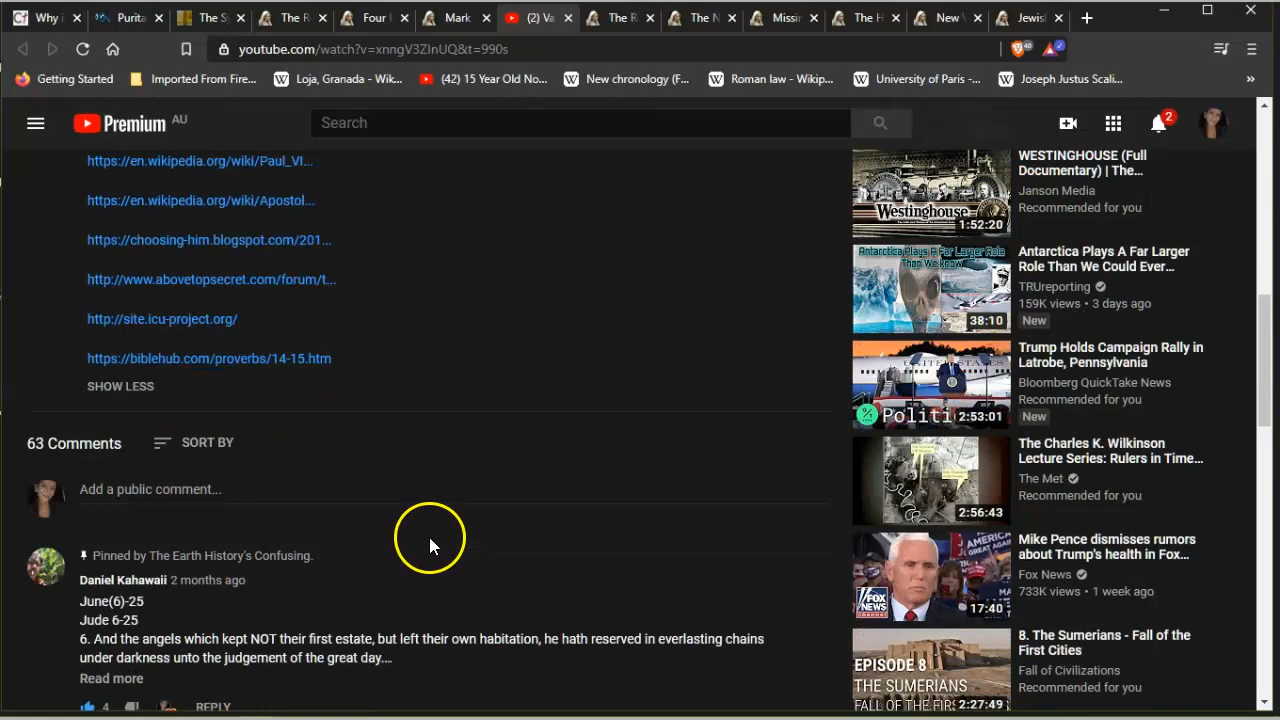 Why i
Purita
The S
The R
Four I
Mark
(2) Va
The R
The N
Missi
The H
New V
Jewis
youtube.com/watch?v=xnngV3ZInUQ&t=990s
40
Getting Started
Imported From Fire...
Loja, Granada - Wik...
(42) 15 Year Old No...
New chronology (F...
Roman law - Wikip...
University of Paris -...
Joseph Justus Scali...
»
Premium AU
Search
2
https://en.wikipedia.org/wiki/Paul_VI...
https://en.wikipedia.org/wiki/Apostol...
https://choosing-him.blogspot.com/201...
http://www.abovetopsecret.com/forum/t...
http://site.icu-project.org/
https://biblehub.com/proverbs/14-15.htm
SHOW LESS
63 Comments
SORT BY
Add a public comment...
Pinned by The Earth History's Confusing.
Daniel Kahawaii 2 months ago
June(6)-25
Jude 6-25
6. And the angels which kept NOT their first estate, but left their own habitation, he hath reserved in everlasting chains
under darkness unto the judgement of the great day....
Read more
4
REPLY
Westinghouse
1:52:20
WESTINGHOUSE (Full
Documentary) | The...
Janson Media
Recommended for you
Antarctica Plays A Far Larger Role
Than We Know
38:10
Antarctica Plays A Far Larger
Role Than We Could Ever...
TRUreporting
159K views • 3 days ago
New
UNITED STATES
Politi
2:53:01
Trump Holds Campaign Rally in
Latrobe, Pennsylvania
Bloomberg QuickTake News
Recommended for you
New
2:56:43
The Charles K. Wilkinson
Lecture Series: Rulers in Time...
The Met
Recommended for you
FOX
NEWS
17:40
Mike Pence dismisses rumors
about Trump's health in Fox...
Fox News
733K views • 1 week ago
EPISODE 8
THE SUMERIANS
FALL OF THE FIRS
2:27:49
8. The Sumerians - Fall of the
First Cities
Fall of Civilizations
Recommended for you